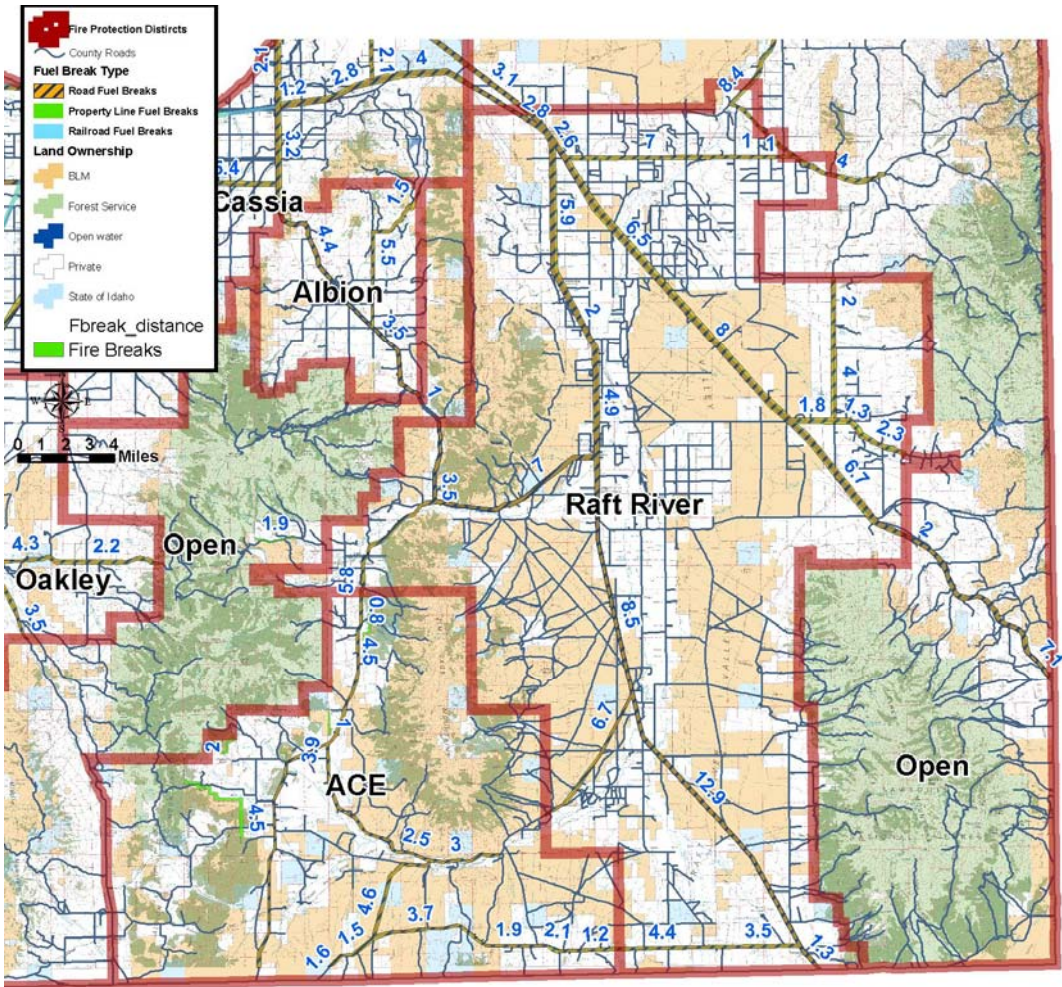 Fire Protection Distircts
County Roads
Fuel Break Type
Road Fuel Breaks
Property Line Fuel Breaks
Railroad Fuel Breaks
Land Ownership
BLM
Forest Service
Open water
Private
State of Idaho
Fbreak_distance
Fire Breaks
W E
0 1 2 3 4 Miles
2.1
1.2
2.8
2.1
4
3.1
2.8
2.6
8.4
7
1
.1
4
3.2
5.4
Cassia
1.5
5.5
4.4
Albion
3.5
1
5.9
2
6.5
8
2
4
4.9
1.8
1.3
2.3
6.7
2
7.1
7
3.5
Raft River
1.9
Open
4.3
2.2
Oakley
3.5
5.8
0.8
4.5
1
3.9
ACE
2
4.5
2.5
3
8.5
6.7
12.9
Open
4.6
3.7
1.5
1.6
1.9
2.1
1.2
4.4
3.5
1.3